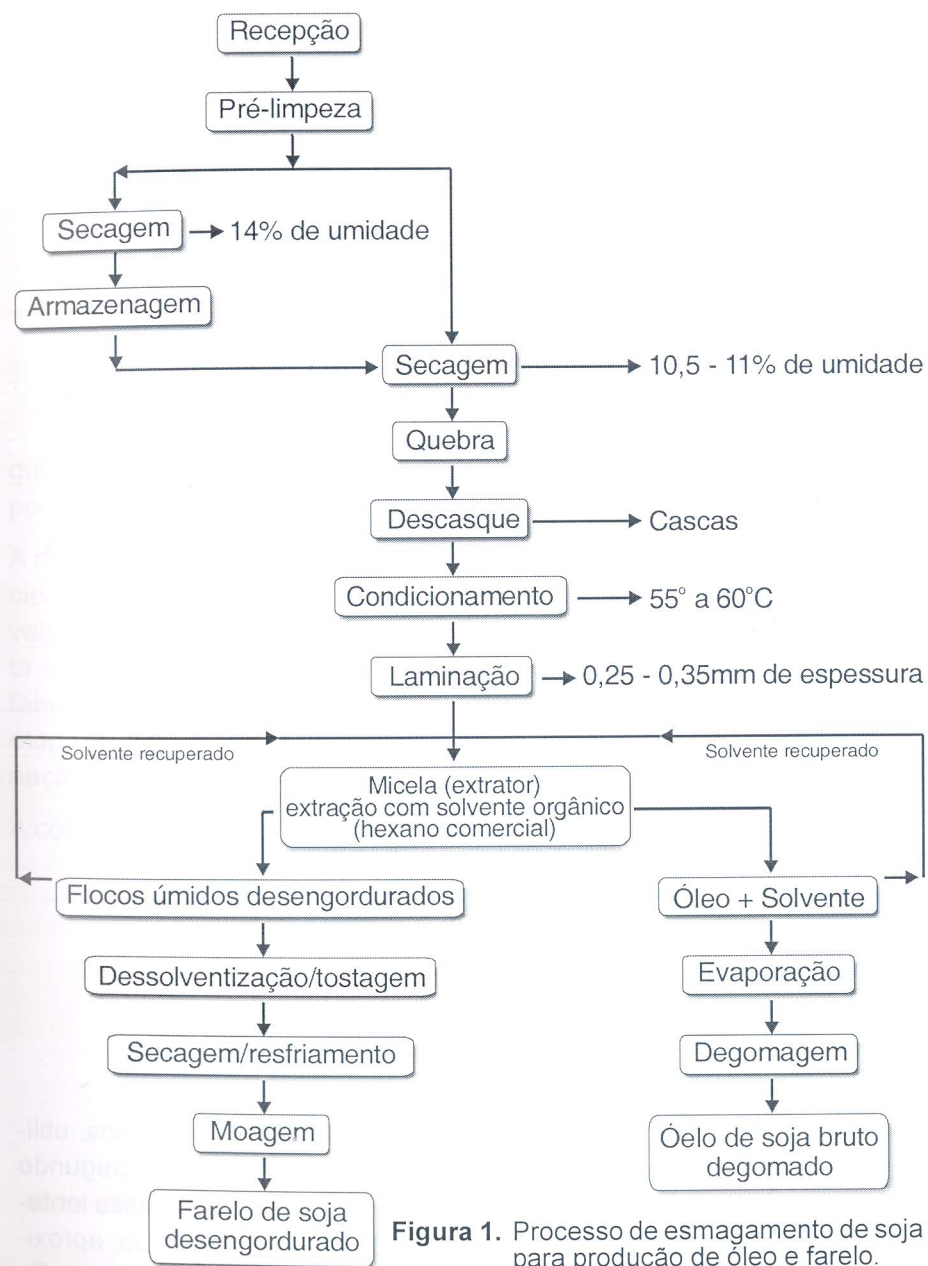 Recepção
Pré-limpeza
Secagem
14% de umidade
Armazenagem
Secagem
10,5 - 11% de umidade
Quebra
Descasque
Cascas
Condicionamento
55° a 60°C
Laminação
0,25 - 0,35mm de espessura
Solvente recuperado
Solvente recuperado
Micela (extrator)
extração com solvente orgânico
(hexano comercial)
Flocos úmidos desengordurados
Óleo + Solvente
Dessolventização/tostagem
Evaporação
Secagem/resfriamento
Degomagem
Moagem
Óelo de soja bruto
degomado
Farelo de soja
desengordurado
Figura 1. Processo de esmagamento de soja
para produção de óleo e farelo.